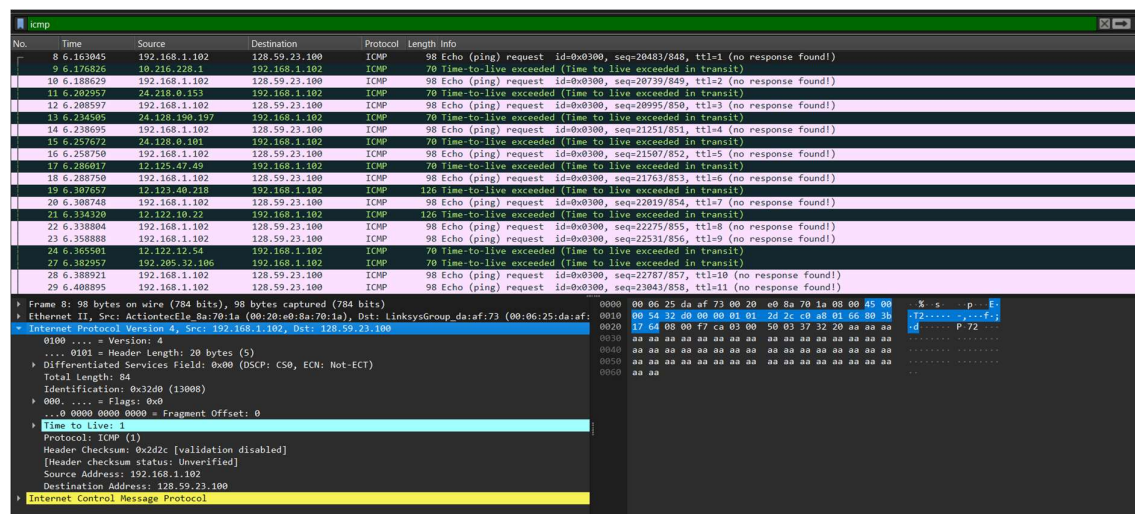 icmp
No. Time Source Destination Protocol Length Info
8 6.163045 192.168.1.102 128.59.23.100 ICMP 98 Echo (ping) request id=0x0300, seq=20483/848, ttl=1 (no response found!)
9 6.176826 10.216.228.1 192.168.1.102 ICMP 70 Time-to-live exceeded (Time to live exceeded in transit)
10 6.188629 192.168.1.102 128.59.23.100 ICMP 98 Echo (ping) request id=0x0300, seq=20739/849, ttl=2 (no response found!)
11 6.202957 24.218.0.153 192.168.1.102 ICMP 70 Time-to-live exceeded (Time to live exceeded in transit)
12 6.208597 192.168.1.102 128.59.23.100 ICMP 98 Echo (ping) request id=0x0300, seq=20995/850, ttl=3 (no response found!)
13 6.234505 24.128.190.197 192.168.1.102 ICMP 70 Time-to-live exceeded (Time to live exceeded in transit)
14 6.238695 192.168.1.102 128.59.23.100 ICMP 98 Echo (ping) request id=0x0300, seq=21251/851, ttl=4 (no response found!)
15 6.257672 24.128.0.101 192.168.1.102 ICMP 70 Time-to-live exceeded (Time to live exceeded in transit)
16 6.258750 192.168.1.102 128.59.23.100 ICMP 98 Echo (ping) request id=0x0300, seq=21507/852, ttl=5 (no response found!)
17 6.286017 12.125.47.49 192.168.1.102 ICMP 70 Time-to-live exceeded (Time to live exceeded in transit)
18 6.288750 192.168.1.102 128.59.23.100 ICMP 98 Echo (ping) request id=0x0300, seq=21763/853, ttl=6 (no response found!)
19 6.307657 12.123.40.218 192.168.1.102 ICMP 126 Time-to-live exceeded (Time to live exceeded in transit)
20 6.308748 192.168.1.102 128.59.23.100 ICMP 98 Echo (ping) request id=0x0300, seq=22019/854, ttl=7 (no response found!)
21 6.334320 12.122.10.22 192.168.1.102 ICMP 126 Time-to-live exceeded (Time to live exceeded in transit)
22 6.338804 192.168.1.102 128.59.23.100 ICMP 98 Echo (ping) request id=0x0300, seq=22275/855, ttl=8 (no response found!)
23 6.358888 192.168.1.102 128.59.23.100 ICMP 98 Echo (ping) request id=0x0300, seq=22531/856, ttl=9 (no response found!)
24 6.365501 12.122.12.54 192.168.1.102 ICMP 70 Time-to-live exceeded (Time to live exceeded in transit)
27 6.382957 192.205.32.106 192.168.1.102 ICMP 70 Time-to-live exceeded (Time to live exceeded in transit)
28 6.388921 192.168.1.102 128.59.23.100 ICMP 98 Echo (ping) request id=0x0300, seq=22787/857, ttl=10 (no response found!)
29 6.408895 192.168.1.102 128.59.23.100 ICMP 98 Echo (ping) request id=0x0300, seq=23043/858, ttl=11 (no response found!)
Frame 8: 98 bytes on wire (784 bits), 98 bytes captured (784 bits)
Ethernet II, Src: ActiontecEle_8a:70:1a (00:20:e0:8a:70:1a), Dst: LinksysGroup_da:af:73 (00:06:25:da:af:
Internet Protocol Version 4, Src: 192.168.1.102, Dst: 128.59.23.100
0100 .... = Version: 4
.... 0101 = Header Length: 20 bytes (5)
Differentiated Services Field: 0x00 (DSCP: CS0, ECN: Not-ECT)
Total Length: 84
Identification: 0x32d0 (13008)
000. .... = Flags: 0x0
...0 0000 0000 0000 = Fragment Offset: 0
Time to Live: 1
Protocol: ICMP (1)
Header Checksum: 0x2d2c [validation disabled]
[Header checksum status: Unverified]
Source Address: 192.168.1.102
Destination Address: 128.59.23.100
Internet Control Message Protocol
0000 00 06 25 da af 73 00 20 e0 8a 70 1a 08 00 45 00 ··%··s· ··p···E·
0010 00 54 32 d0 00 00 01 01 2d 2c c0 a8 01 66 80 3b ·T2····· -,···f·;
0020 17 64 08 00 f7 ca 03 00 50 03 37 32 20 aa aa aa ·d······ P·72 ···
0030 aa aa aa aa aa aa aa aa aa aa aa aa aa aa aa aa ········ ········
0040 aa aa aa aa aa aa aa aa aa aa aa aa aa aa aa aa ········ ········
0050 aa aa aa aa aa aa aa aa aa aa aa aa aa aa aa aa ········ ········
0060 aa aa ··